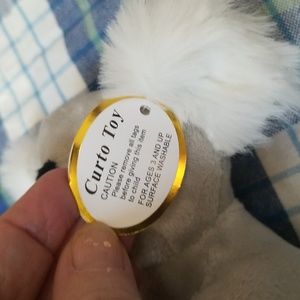 Curto Toy
CAUTION
Please remove all tags
before giving this item
to child
FOR AGES 3 AND UP
SURFACE WASHABLE